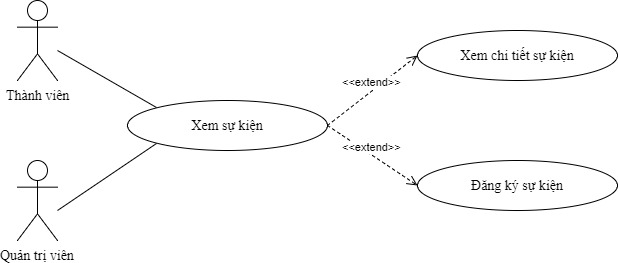 Thành viên
Quản trị viên
Xem sự kiện
<<extend>>
<<extend>>
Xem chi tiết sự kiện
Đăng ký sự kiện